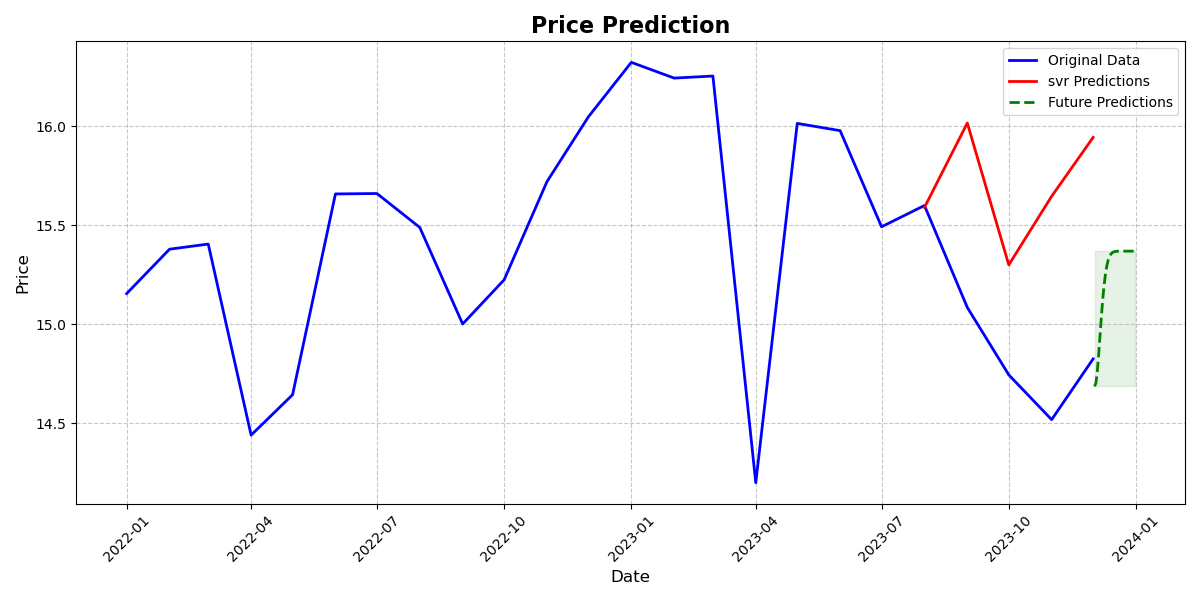 Price Prediction
Original Data
svr Predictions
Future Predictions
Price
16.0
15.5
15.0
14.5
2022-01
2022-04
2022-07
2022-10
2023-01
2023-04
2023-07
2023-10
2024-01
Date